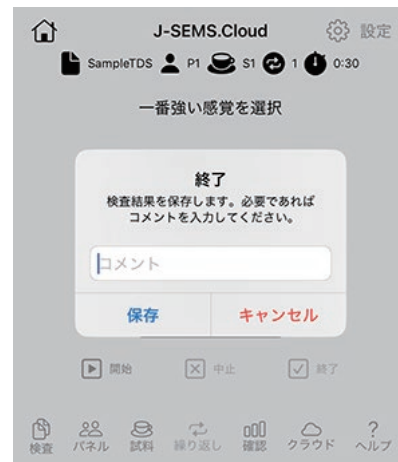 J-SEMS.Cloud
設定
SampleTDS P1 S1 1 0:30
一番強い感覚を選択
終了
検査結果を保存します。必要であれば
コメントを入力してください。
コメント
保存 キャンセル
開始 中止 終了
検査 パネル 試料 繰り返し 確認 クラウド ヘルプ